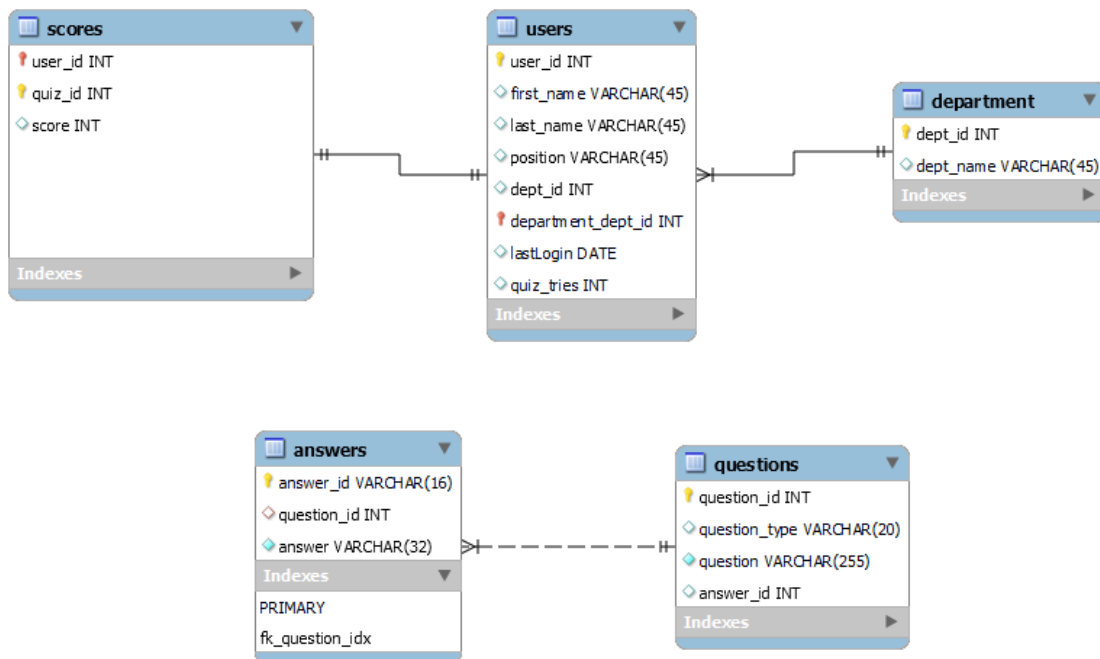 scores
user_id INT
quiz_id INT
score INT
Indexes
users
user_id INT
first_name VARCHAR(45)
last_name VARCHAR(45)
position VARCHAR(45)
dept_id INT
department_dept_id INT
lastLogin DATE
quiz_tries INT
Indexes
department
dept_id INT
dept_name VARCHAR(45)
Indexes
answers
answer_id VARCHAR(16)
question_id INT
answer VARCHAR(32)
Indexes
PRIMARY
fk_question_idx
questions
question_id INT
question_type VARCHAR(20)
question VARCHAR(255)
answer_id INT
Indexes